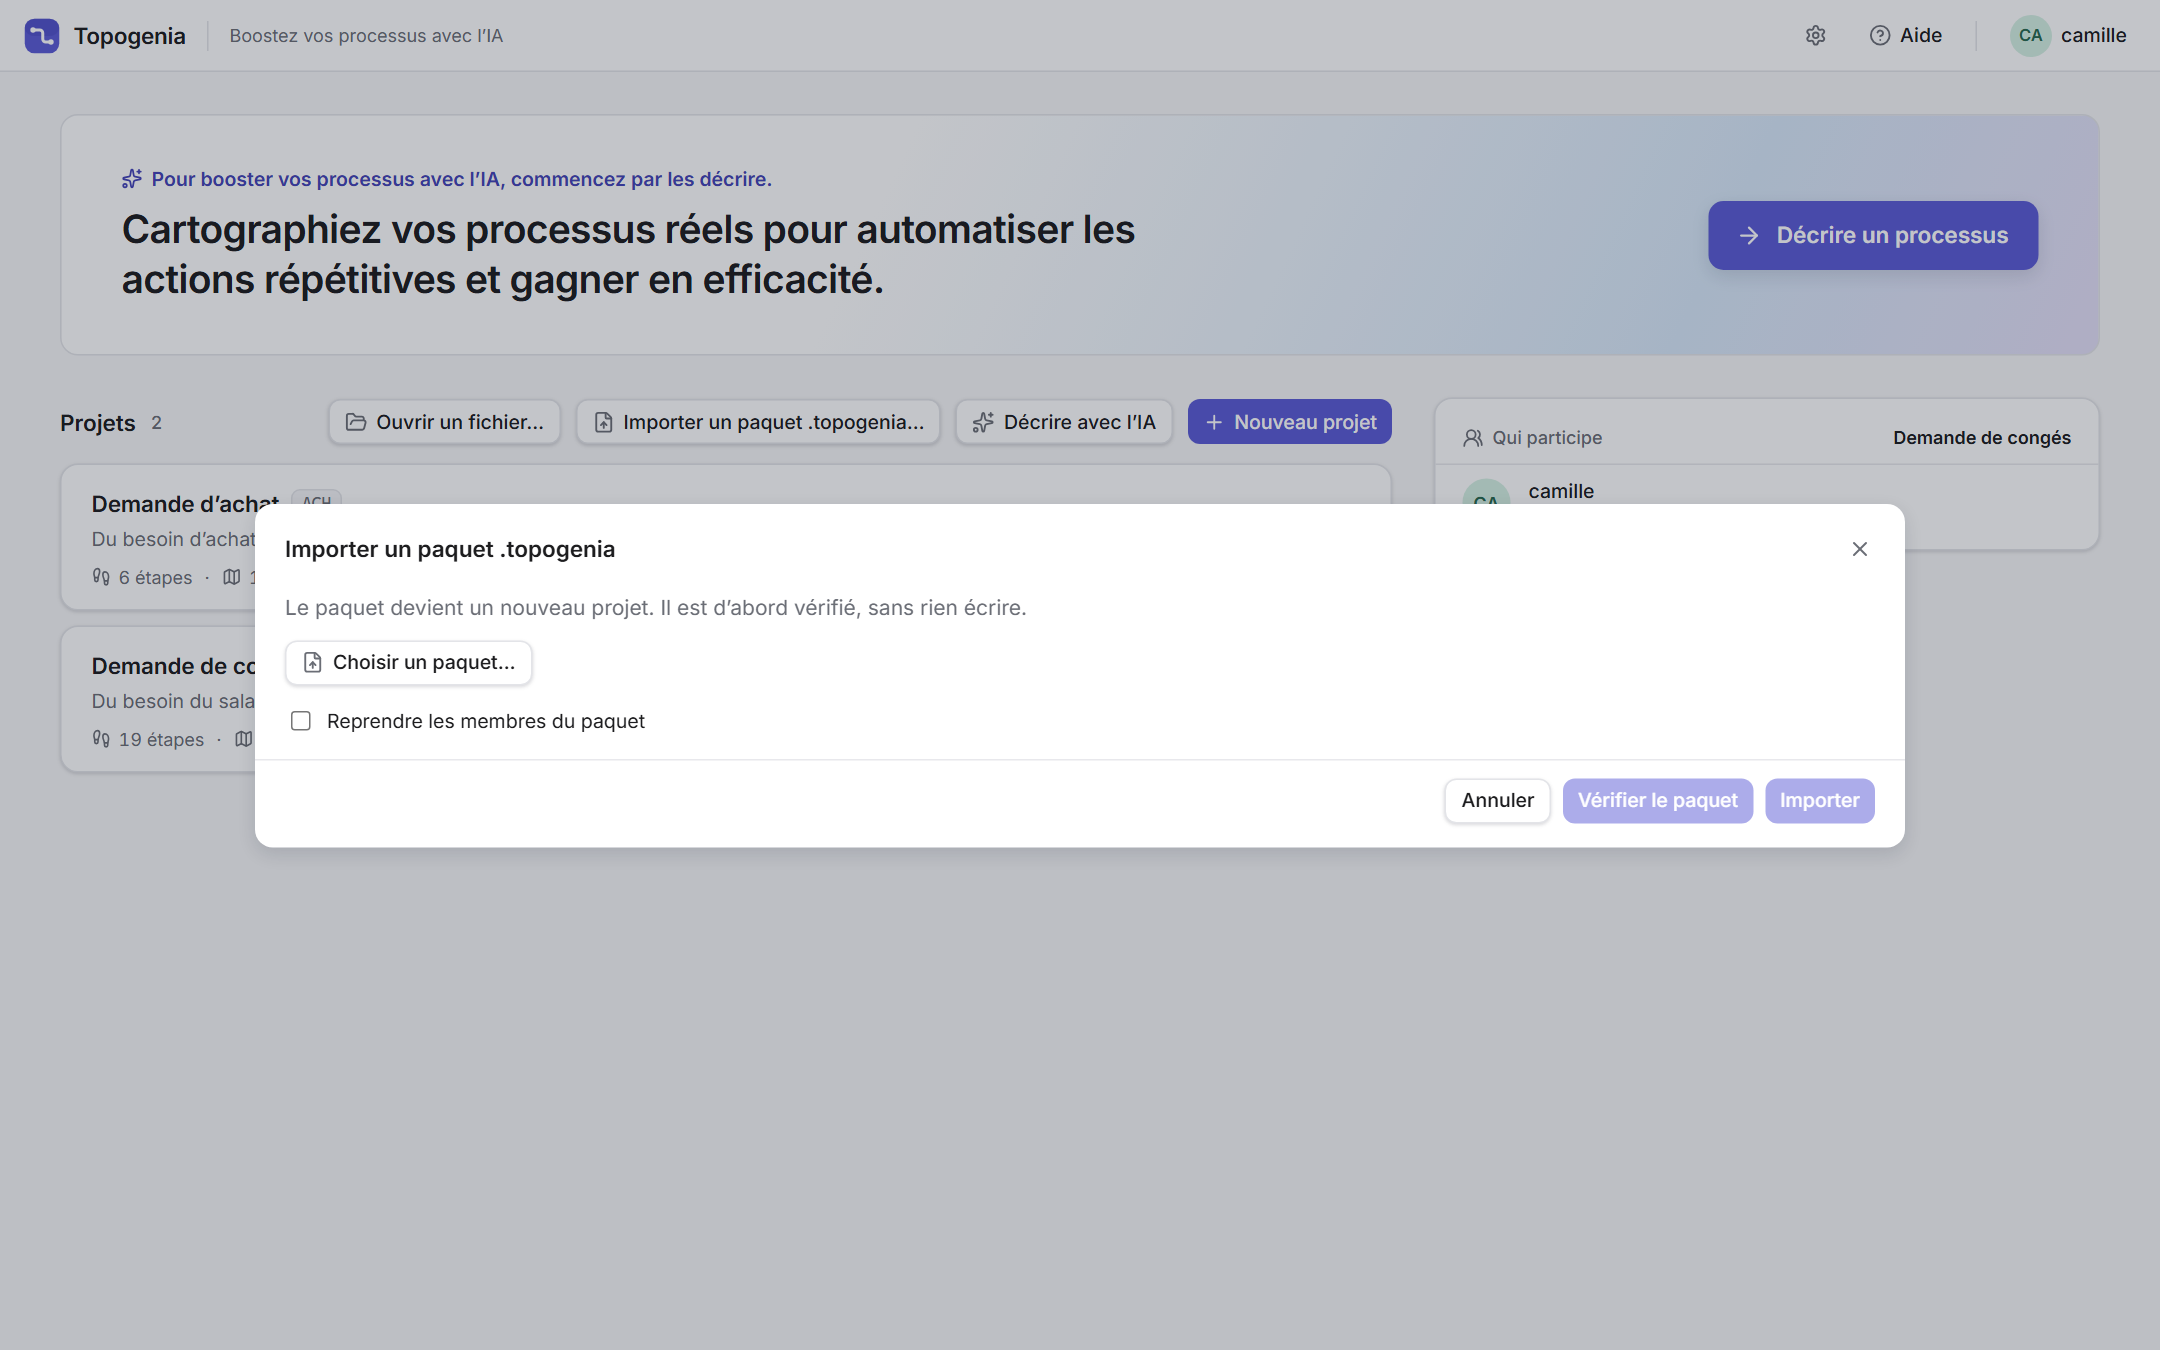 Topogenia
Boostez vos processus avec l’IA
Aide
CA
camille
Pour booster vos processus avec l’IA, commencez par les décrire.
Cartographiez vos processus réels pour automatiser les
actions répétitives et gagner en efficacité.
Décrire un processus
Projets 2
Ouvrir un fichier...
Importer un paquet .topogenia...
Décrire avec l’IA
Nouveau projet
Qui participe
Demande de congés
CA
camille
Demande d’achat
ACH
Du besoin d’achat
6 étapes ·
Demande de
Du besoin du
19 étapes ·
Importer un paquet .topogenia
Le paquet devient un nouveau projet. Il est d’abord vérifié, sans rien écrire.
Choisir un paquet...
Reprendre les membres du paquet
Annuler
Vérifier le paquet
Importer